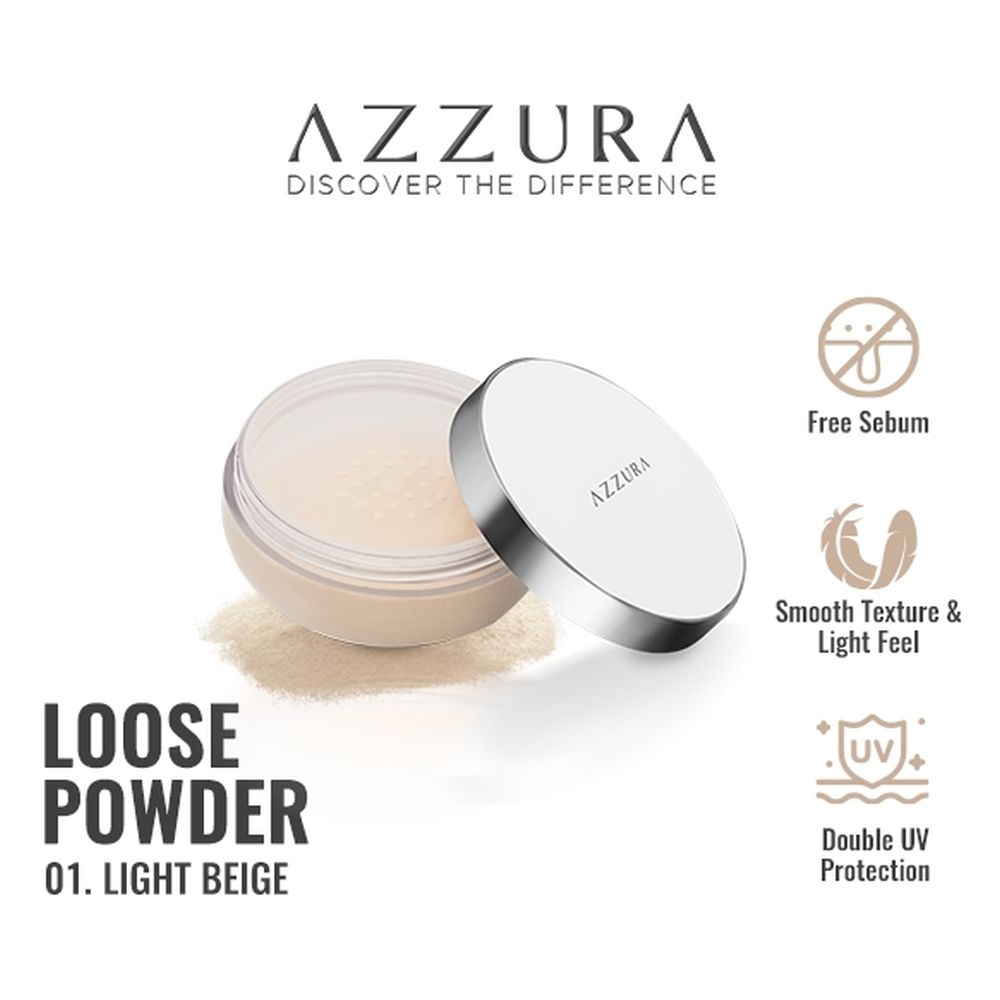 AZZURA
DISCOVER THE DIFFERENCE
AZZURA
Free Sebum
Smooth Texture &
Light Feel
UV
Double UV
Protection
LOOSE
POWDER
01. LIGHT BEIGE